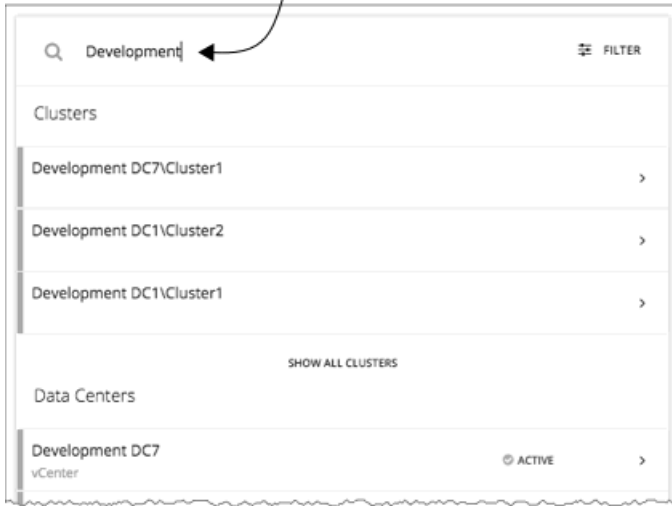 Development
FILTER
Clusters
Development DC7\Cluster1
Development DC1\Cluster2
Development DC1\Cluster1
SHOW ALL CLUSTERS
Data Centers
Development DC7
ACTIVE
vCenter